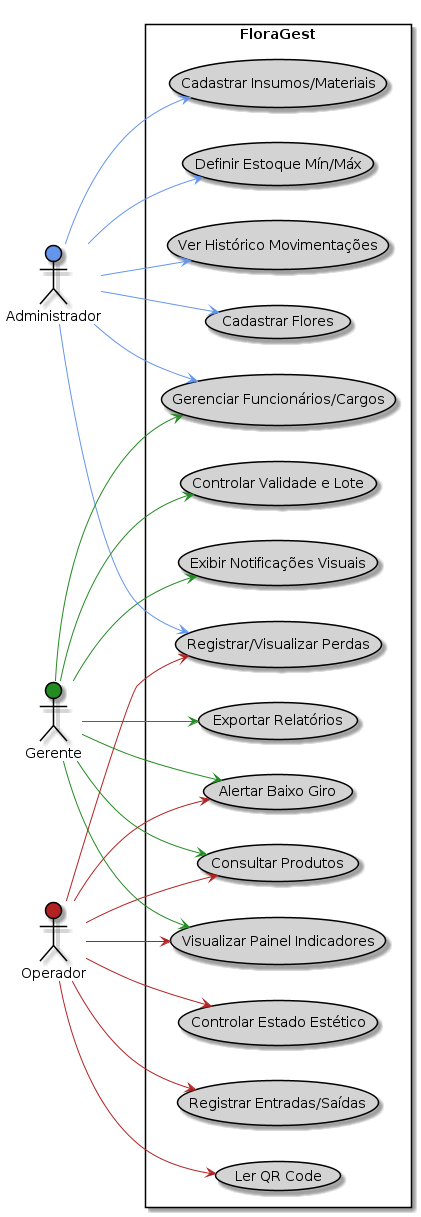 FloraGest
Cadastrar Insumos/Materiais
Definir Estoque Mín/Máx
Ver Histórico Movimentações
Administrador
Cadastrar Flores
Gerenciar Funcionários/Cargos
Controlar Validade e Lote
Exibir Notificações Visuais
Registrar/Visualizar Perdas
Exportar Relatórios
Gerente
Alertar Baixo Giro
Consultar Produtos
Visualizar Painel Indicadores
Operador
Controlar Estado Estético
Registrar Entradas/Saídas
Ler QR Code